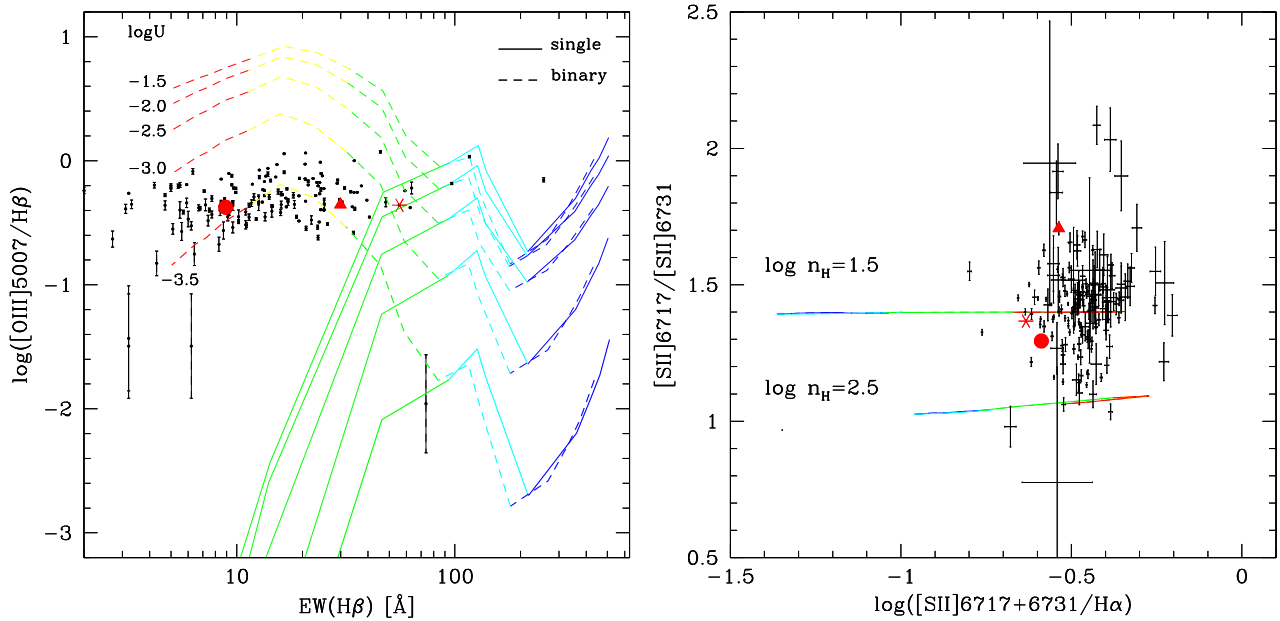 logU
−1.5
−2.0
−2.5
−3.0
−3.5
single
binary
1
0
−1
−2
−3
log([OIII]5007/Hβ)
10
100
EW(Hβ) [Å]
2.5
2
1.5
1
0.5
[SII]6717/[SII]6731
log n_H=1.5
log n_H=2.5
−1.5
−1
−0.5
0
log([SII]6717+6731/Hα)